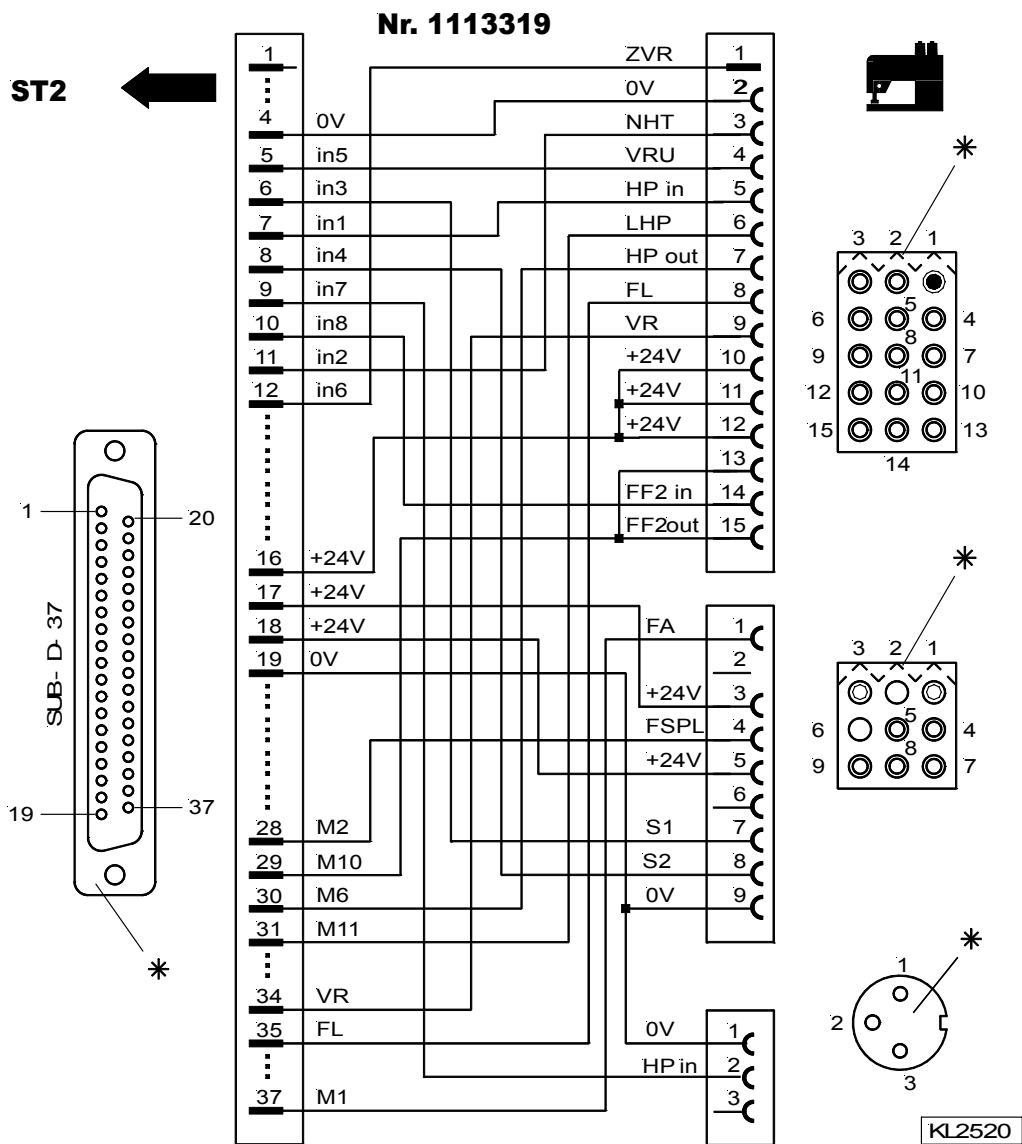 Nr. 1113319
ST2
1
4 0V
5 in5
6 in3
7 in1
8 in4
9 in7
10 in8
11 in2
12 in6
16 +24V
17 +24V
18 +24V
19 0V
28 M2
29 M10
30 M6
31 M11
34 VR
35 FL
37 M1
ZVR 1
0V 2
NHT 3
VRU 4
HP in 5
LHP 6
HP out 7
FL 8
VR 9
+24V 10
+24V 11
+24V 12
13
FF2 in 14
FF2out 15
FA 1
2
+24V 3
FSPL 4
+24V 5
6
S1 7
S2 8
0V 9
0V 1
HP in 2
3
1 20
SUB- D- 37
19 37
*
*
3 2 1
6 5 4
9 8 7
12 11 10
15 13
14
*
3 2 1
6 5 4
9 8 7
*
1
2
3
KL2520